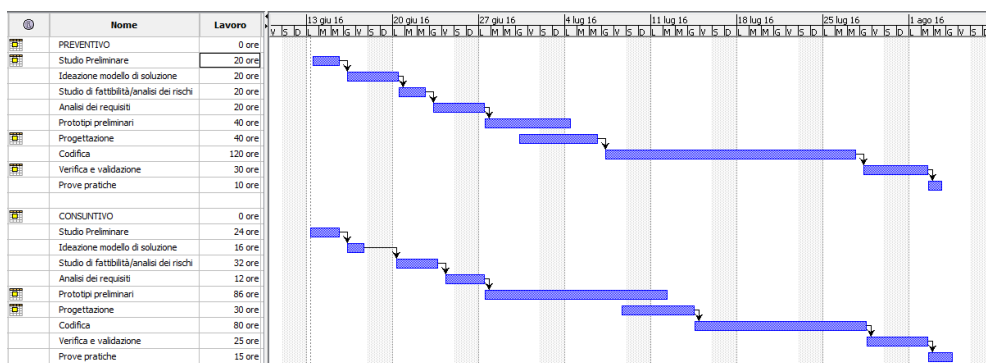 Nome Lavoro 13 giu 16 20 giu 16 27 giu 16 4 lug 16 11 lug 16 18 lug 16 25 lug 16 1 ago 16
V S D L M M G V S D L M M G V S D L M M G V S D L M M G V S D L M M G V S D L M M G V S D L M M G V S D L M M G V S D
PREVENTIVO 0 ore
Studio Preliminare 20 ore
Ideazione modello di soluzione 20 ore
Studio di fattibilità/analisi dei rischi 20 ore
Analisi dei requisiti 20 ore
Prototipi preliminari 40 ore
Progettazione 40 ore
Codifica 120 ore
Verifica e validazione 30 ore
Prove pratiche 10 ore
CONSUNTIVO 0 ore
Studio Preliminare 24 ore
Ideazione modello di soluzione 16 ore
Studio di fattibilità/analisi dei rischi 32 ore
Analisi dei requisiti 12 ore
Prototipi preliminari 86 ore
Progettazione 30 ore
Codifica 80 ore
Verifica e validazione 25 ore
Prove pratiche 15 ore